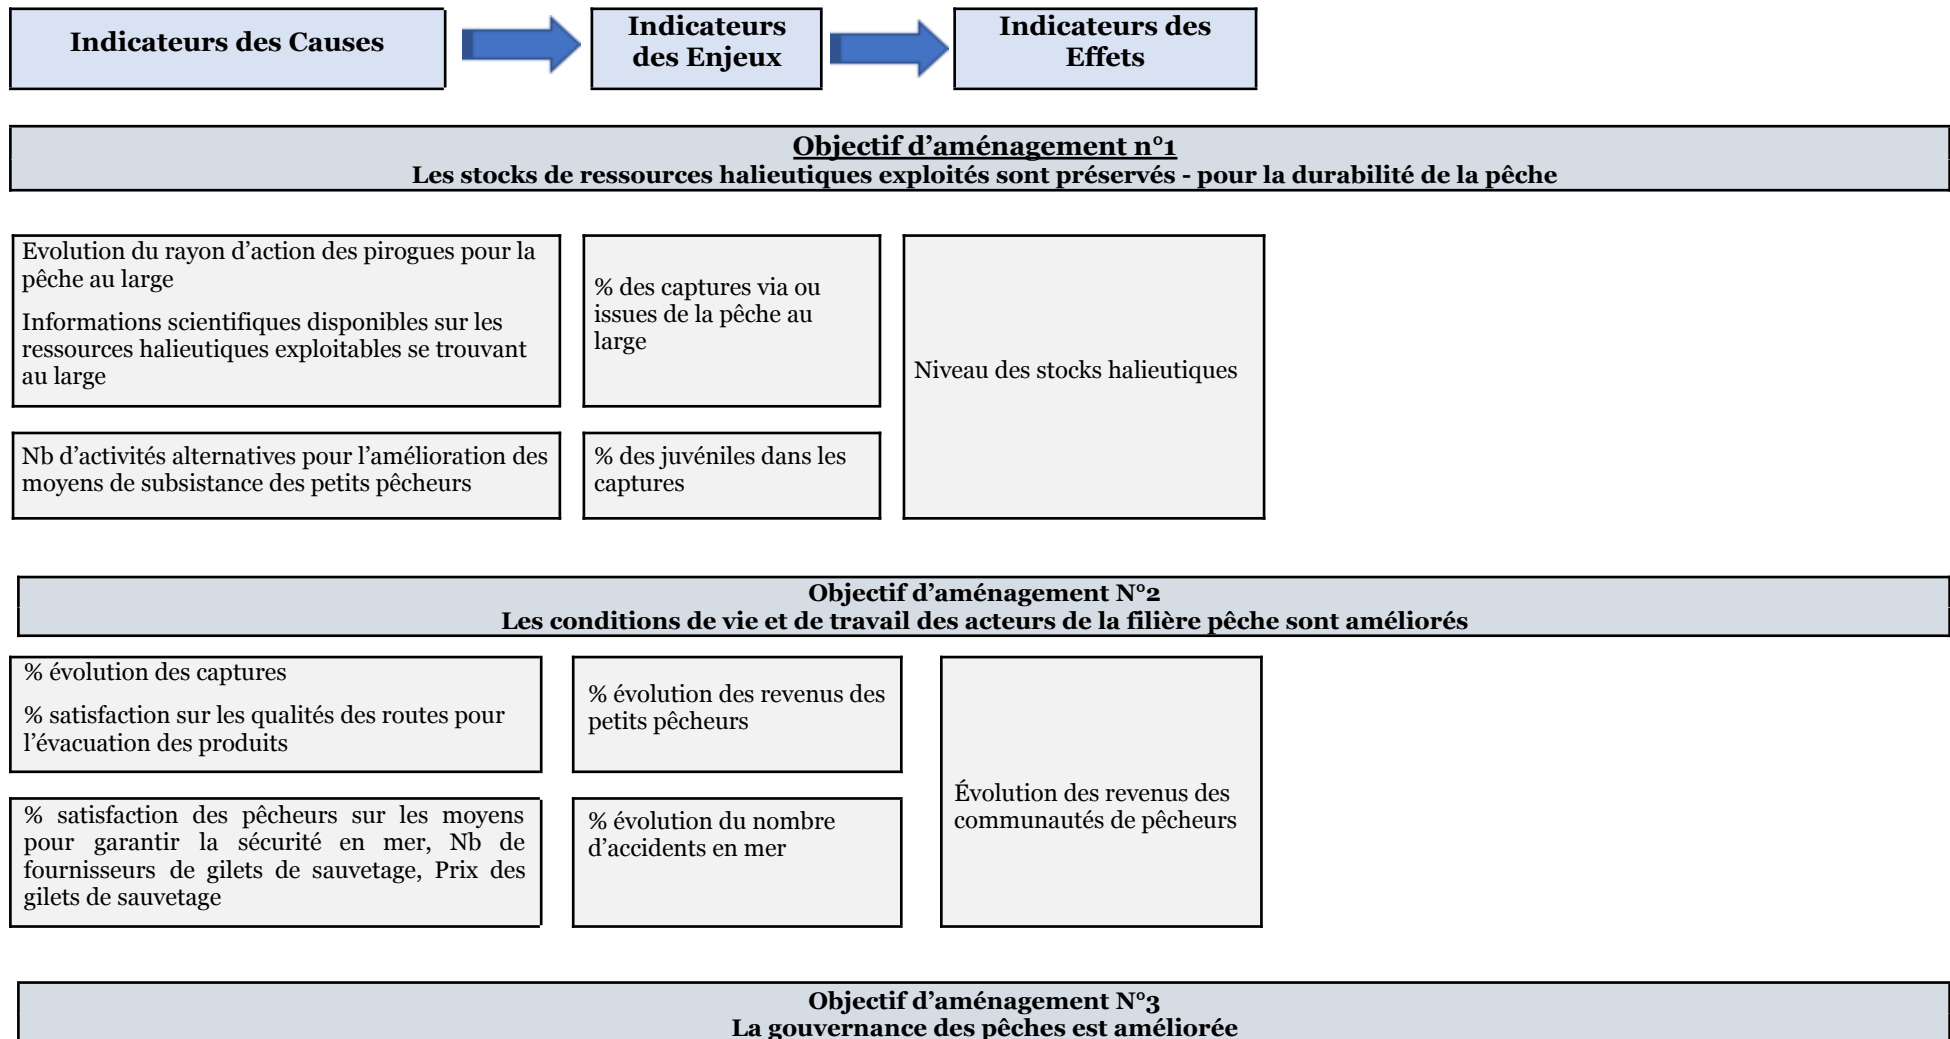 Indicateurs des Causes
Indicateurs
des Enjeux
Indicateurs des
Effets
Objectif d’aménagement n°1
Les stocks de ressources halieutiques exploités sont préservés - pour la durabilité de la pêche
Evolution du rayon d’action des pirogues pour la
pêche au large
Informations scientifiques disponibles sur les
ressources halieutiques exploitables se trouvant
au large
% des captures via ou
issues de la pêche au
large
Niveau des stocks halieutiques
Nb d’activités alternatives pour l’amélioration des
moyens de subsistance des petits pêcheurs
% des juvéniles dans les
captures
Objectif d’aménagement N°2
Les conditions de vie et de travail des acteurs de la filière pêche sont améliorés
% évolution des captures
% satisfaction sur les qualités des routes pour
l’évacuation des produits
% évolution des revenus des
petits pêcheurs
Évolution des revenus des
communautés de pêcheurs
% satisfaction des pêcheurs sur les moyens
pour garantir la sécurité en mer, Nb de
fournisseurs de gilets de sauvetage, Prix des
gilets de sauvetage
% évolution du nombre
d’accidents en mer
Objectif d’aménagement N°3
La gouvernance des pêches est améliorée